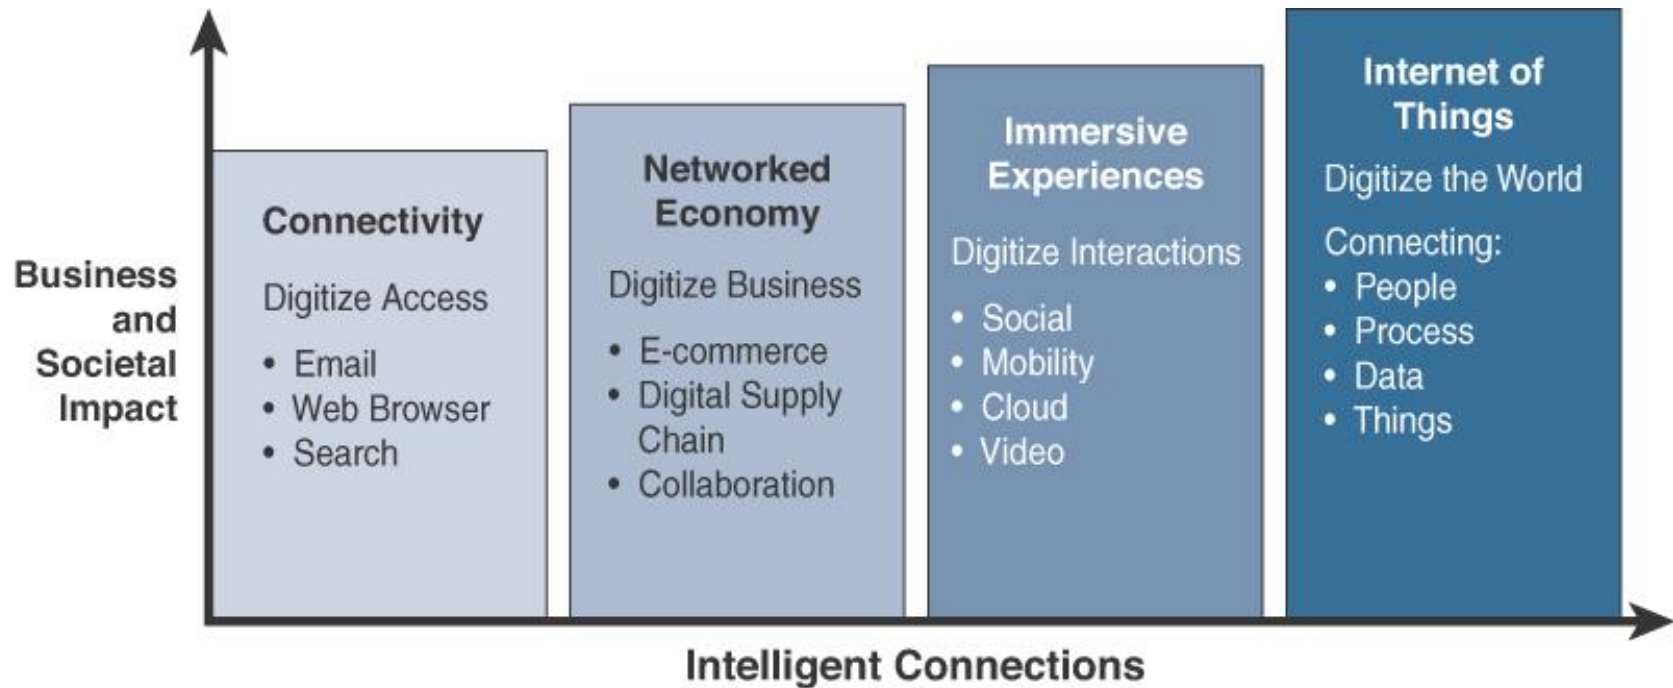 Business
and
Societal
Impact
Connectivity
Digitize Access
• Email
• Web Browser
• Search
Networked
Economy
Digitize Business
• E-commerce
• Digital Supply
Chain
• Collaboration
Immersive
Experiences
Digitize Interactions
• Social
• Mobility
• Cloud
• Video
Internet of
Things
Digitize the World
Connecting:
• People
• Process
• Data
• Things
Intelligent Connections